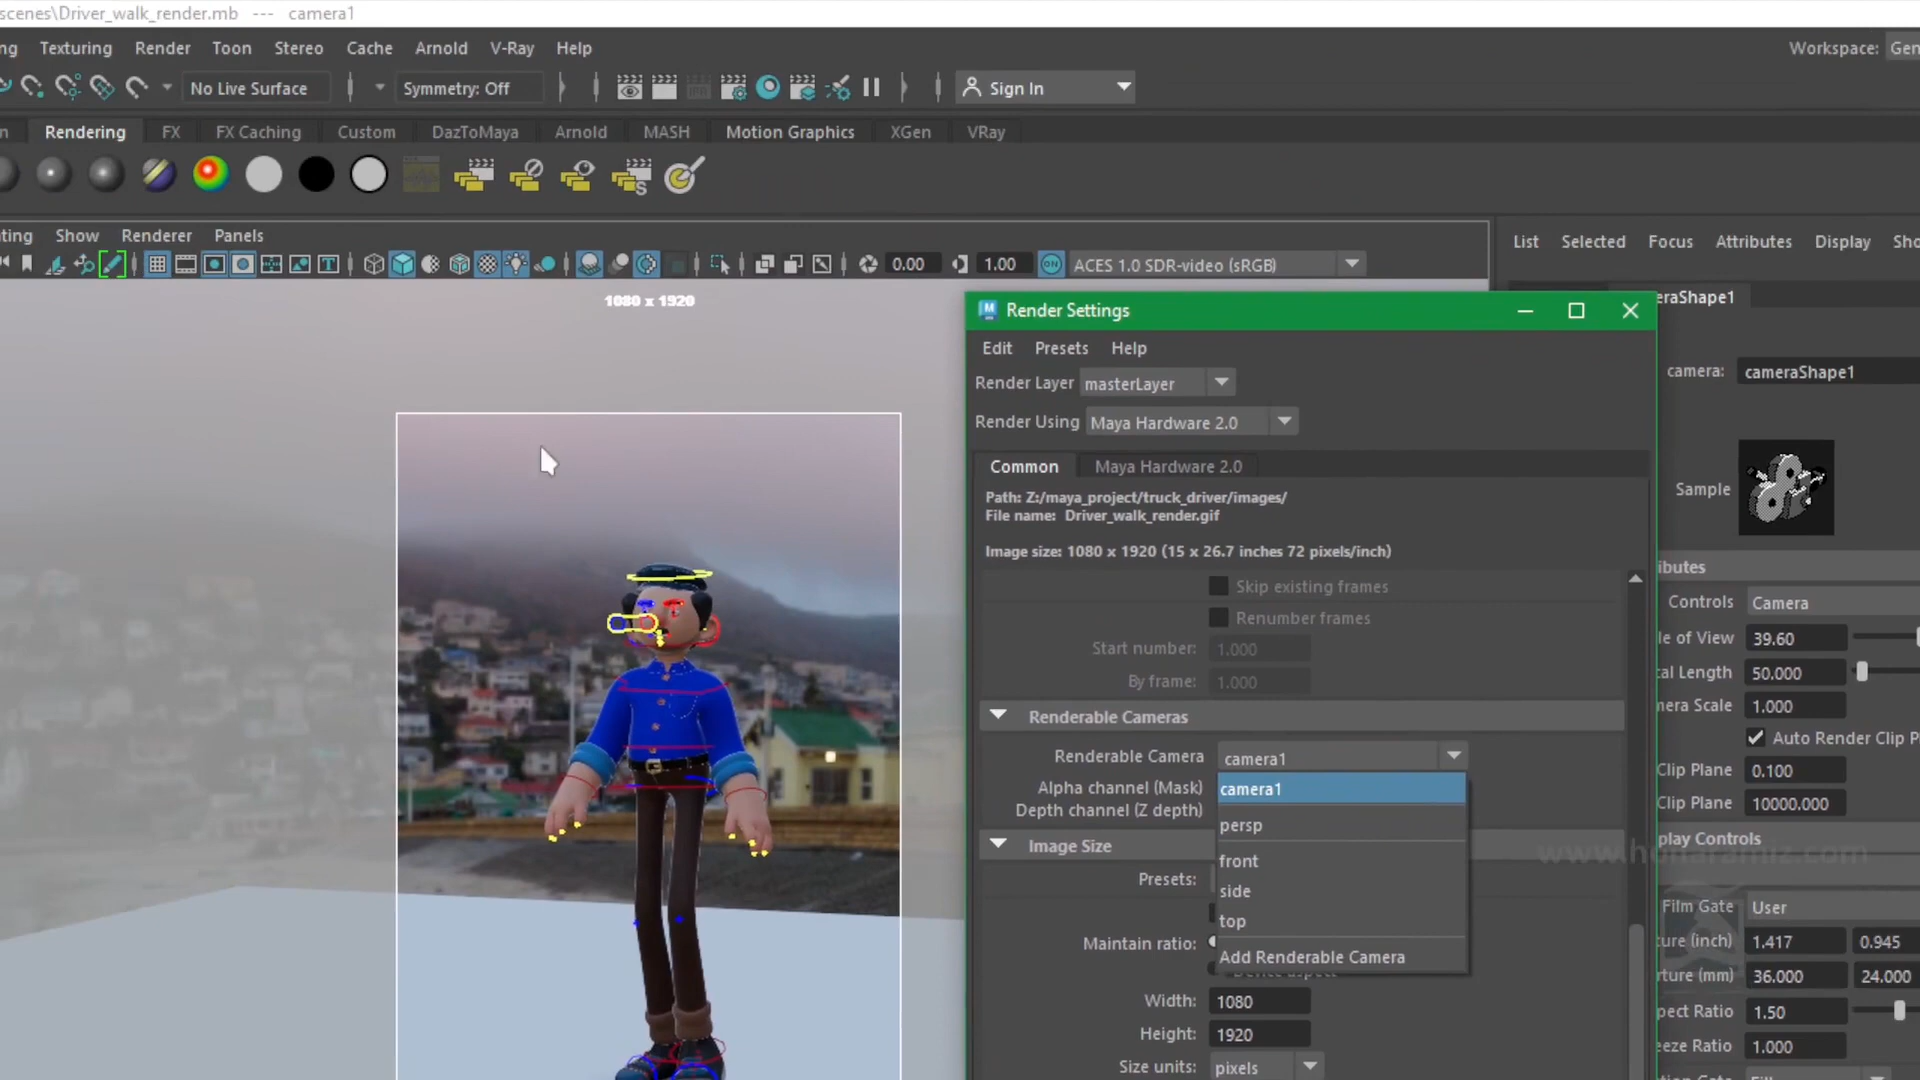 scenes\Driver_walk_render.mb --- camera1
ng Texturing Render Toon Stereo Cache Arnold V-Ray Help
Workspace: Gen
No Live Surface Symmetry: Off Sign In
n Rendering FX FX Caching Custom DazToMaya Arnold MASH Motion Graphics XGen VRay
ting Show Renderer Panels
0.00 1.00 ON ACES 1.0 SDR-video (sRGB)
1080 x 1920
Render Settings
Edit Presets Help
Render Layer masterLayer
Render Using Maya Hardware 2.0
Common Maya Hardware 2.0
Path: Z:/maya_project/truck_driver/images/
File name: Driver_walk_render.gif
Image size: 1080 x 1920 (15 x 26.7 inches 72 pixels/inch)
Skip existing frames
Renumber frames
Start number: 1.000
By frame: 1.000
Renderable Cameras
Renderable Camera camera1
Alpha channel (Mask)
Depth channel (Z depth)
camera1
persp
front
side
top
Add Renderable Camera
Image Size
Presets:
Maintain ratio:
Width: 1080
Height: 1920
Size units: pixels
List Selected Focus Attributes Display Sho
eraShape1
camera: cameraShape1
Sample
ibutes
Controls Camera
le of View 39.60
cal Length 50.000
mera Scale 1.000
Auto Render Clip Pl
Clip Plane 0.100
Clip Plane 10000.000
play Controls
www.honaramiz.com
Film Gate User
ture (inch) 1.417 0.945
rture (mm) 36.000 24.000
pect Ratio 1.50
eeze Ratio 1.000